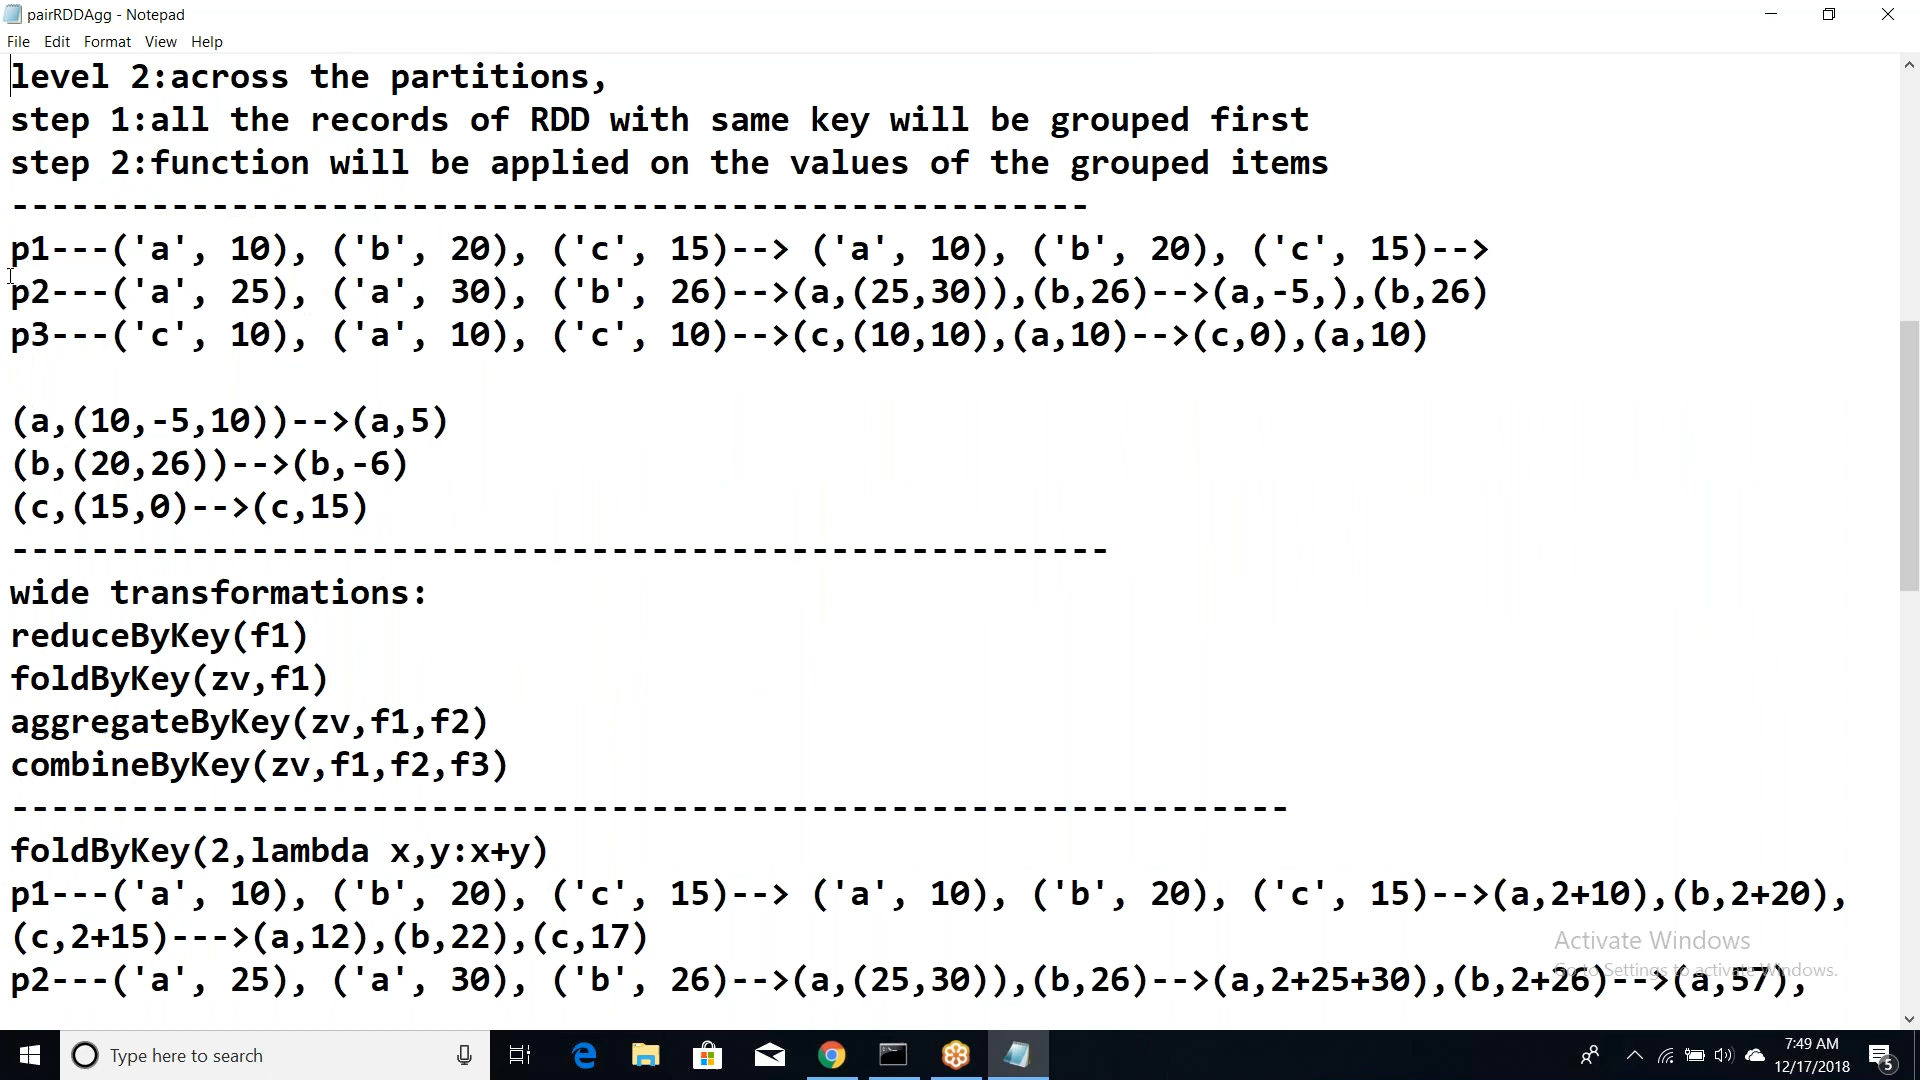 pairRDDAgg - Notepad
File Edit Format View Help
level 2:across the partitions,
step 1:all the records of RDD with same key will be grouped first
step 2:function will be applied on the values of the grouped items
------------------------------------------------------
p1---('a', 10), ('b', 20), ('c', 15)--> ('a', 10), ('b', 20), ('c', 15)-->
p2---('a', 25), ('a', 30), ('b', 26)-->(a,(25,30)),(b,26)-->(a,-5,),(b,26)
p3---('c', 10), ('a', 10), ('c', 10)-->(c,(10,10),(a,10)-->(c,0),(a,10)
(a,(10,-5,10))-->(a,5)
(b,(20,26))-->(b,-6)
(c,(15,0)-->(c,15)
-------------------------------------------------------
wide transformations:
reduceByKey(f1)
foldByKey(zv,f1)
aggregateByKey(zv,f1,f2)
combineByKey(zv,f1,f2,f3)
----------------------------------------------------------------
foldByKey(2,lambda x,y:x+y)
p1---('a', 10), ('b', 20), ('c', 15)--> ('a', 10), ('b', 20), ('c', 15)-->(a,2+10),(b,2+20),
(c,2+15)--->(a,12),(b,22),(c,17)
p2---('a', 25), ('a', 30), ('b', 26)-->(a,(25,30)),(b,26)-->(a,2+25+30),(b,2+26)-->(a,57),
Activate Windows
Go to Settings to activate Windows.
Type here to search
7:49 AM
12/17/2018
5